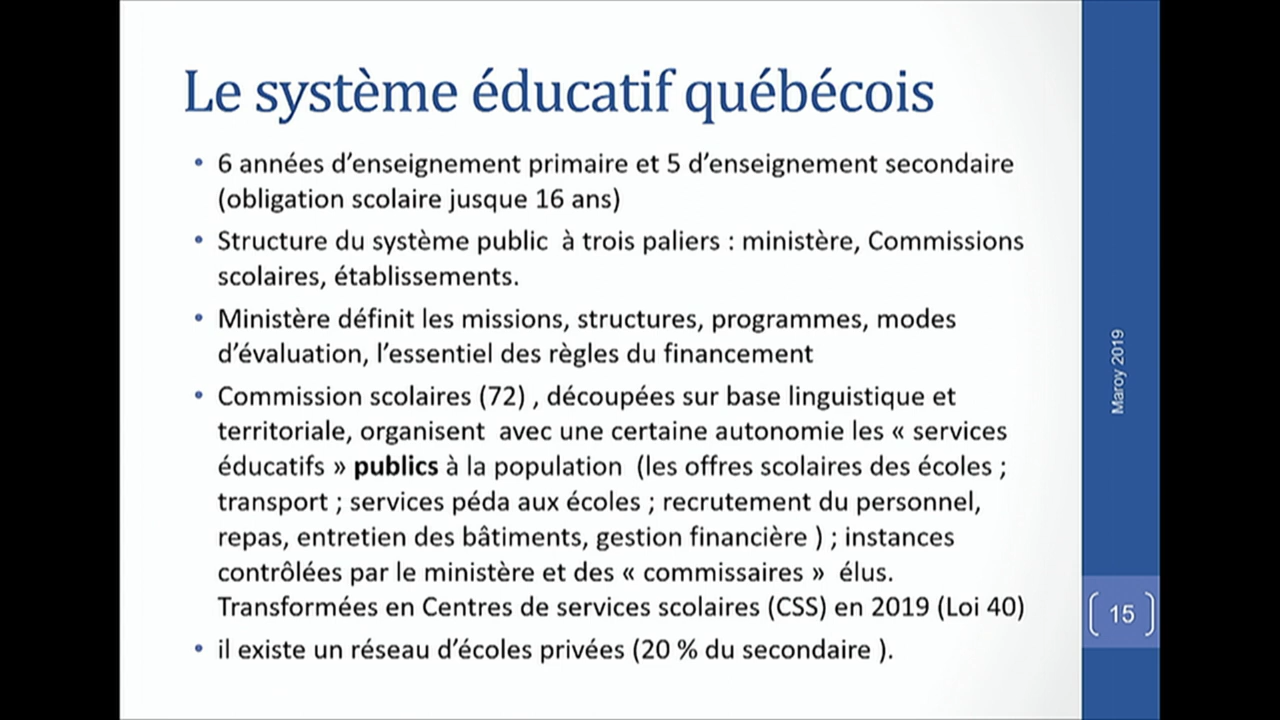 Le système éducatif québécois
• 6 années d’enseignement primaire et 5 d’enseignement secondaire
(obligation scolaire jusque 16 ans)
• Structure du système public à trois paliers : ministère, Commissions
scolaires, établissements.
• Ministère définit les missions, structures, programmes, modes
d’évaluation, l’essentiel des règles du financement
• Commission scolaires (72) , découpées sur base linguistique et
territoriale, organisent avec une certaine autonomie les « services
éducatifs » publics à la population (les offres scolaires des écoles ;
transport ; services péda aux écoles ; recrutement du personnel,
repas, entretien des bâtiments, gestion financière ) ; instances
contrôlées par le ministère et des « commissaires » élus.
Transformées en Centres de services scolaires (CSS) en 2019 (Loi 40)
• il existe un réseau d’écoles privées (20 % du secondaire ).
Maroy 2019
15